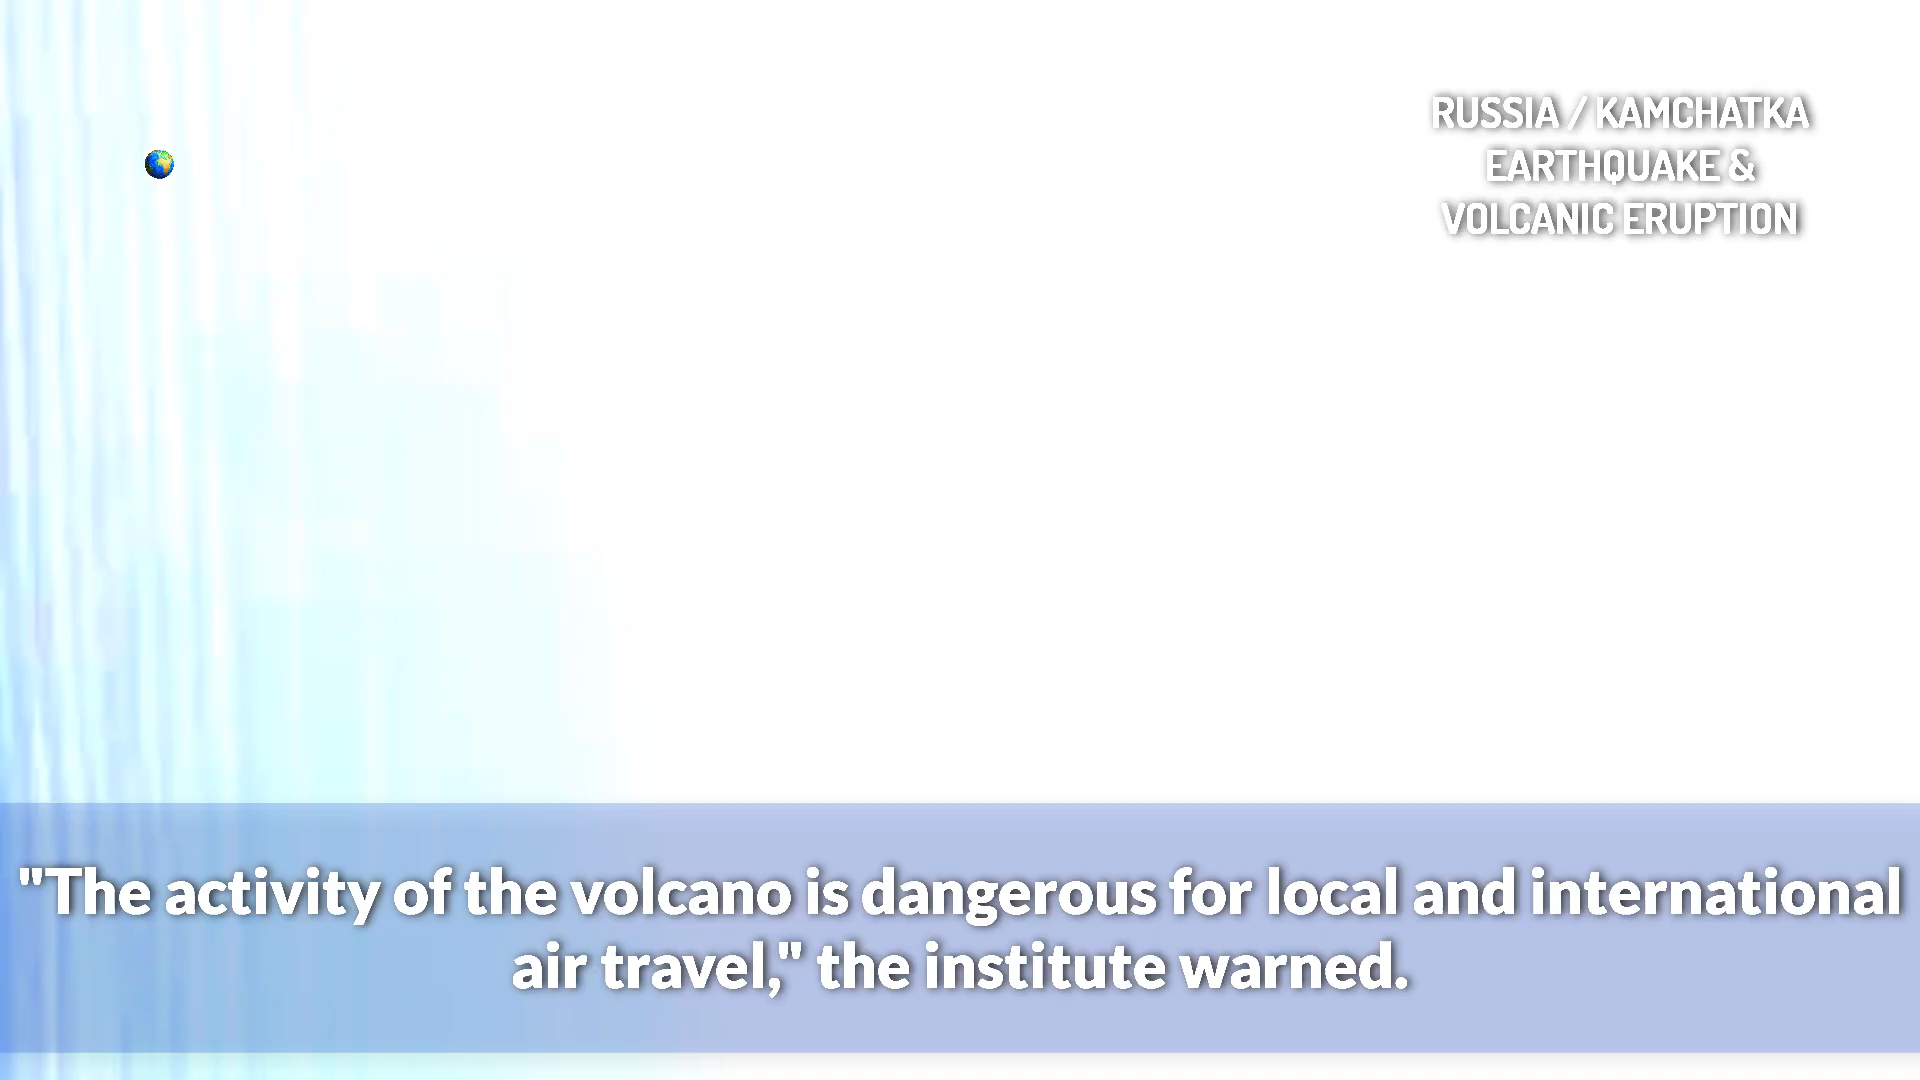 RUSSIA / KAMCHATKA
EARTHQUAKE &
VOLCANIC ERUPTION
"The activity of the volcano is dangerous for local and international
air travel," the institute warned.